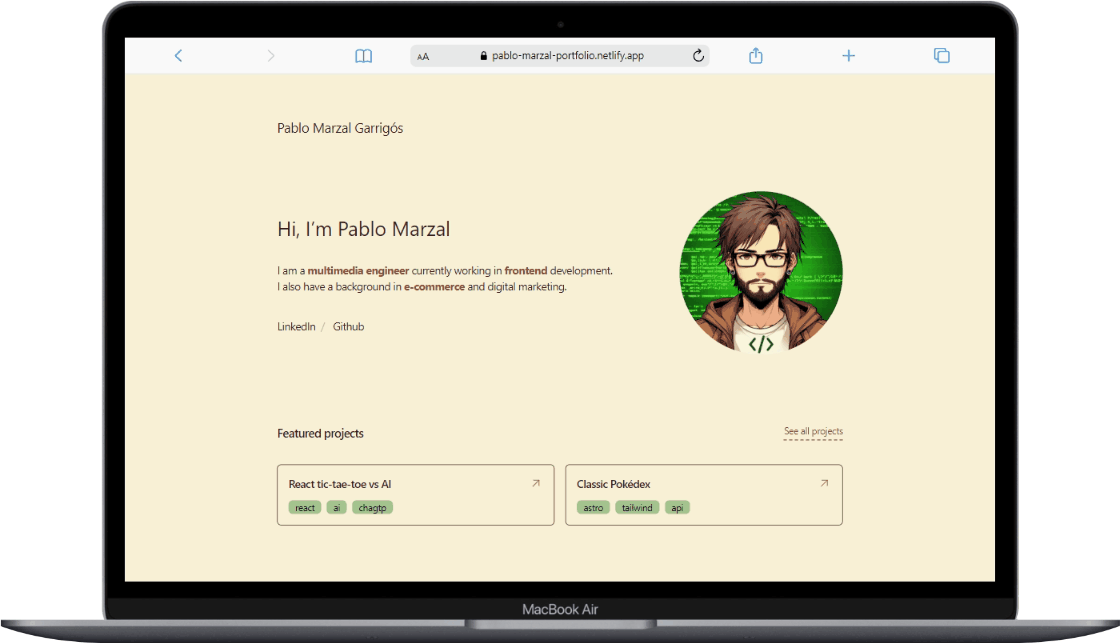 AA pablo-marzal-portfolio.netlify.app
Pablo Marzal Garrigós
Hi, I’m Pablo Marzal
I am a multimedia engineer currently working in frontend development.
I also have a background in e-commerce and digital marketing.
LinkedIn / Github
</>
Featured projects
See all projects
React tic-tae-toe vs AI
react ai chagtp
Classic Pokédex
astro tailwind api
MacBook Air